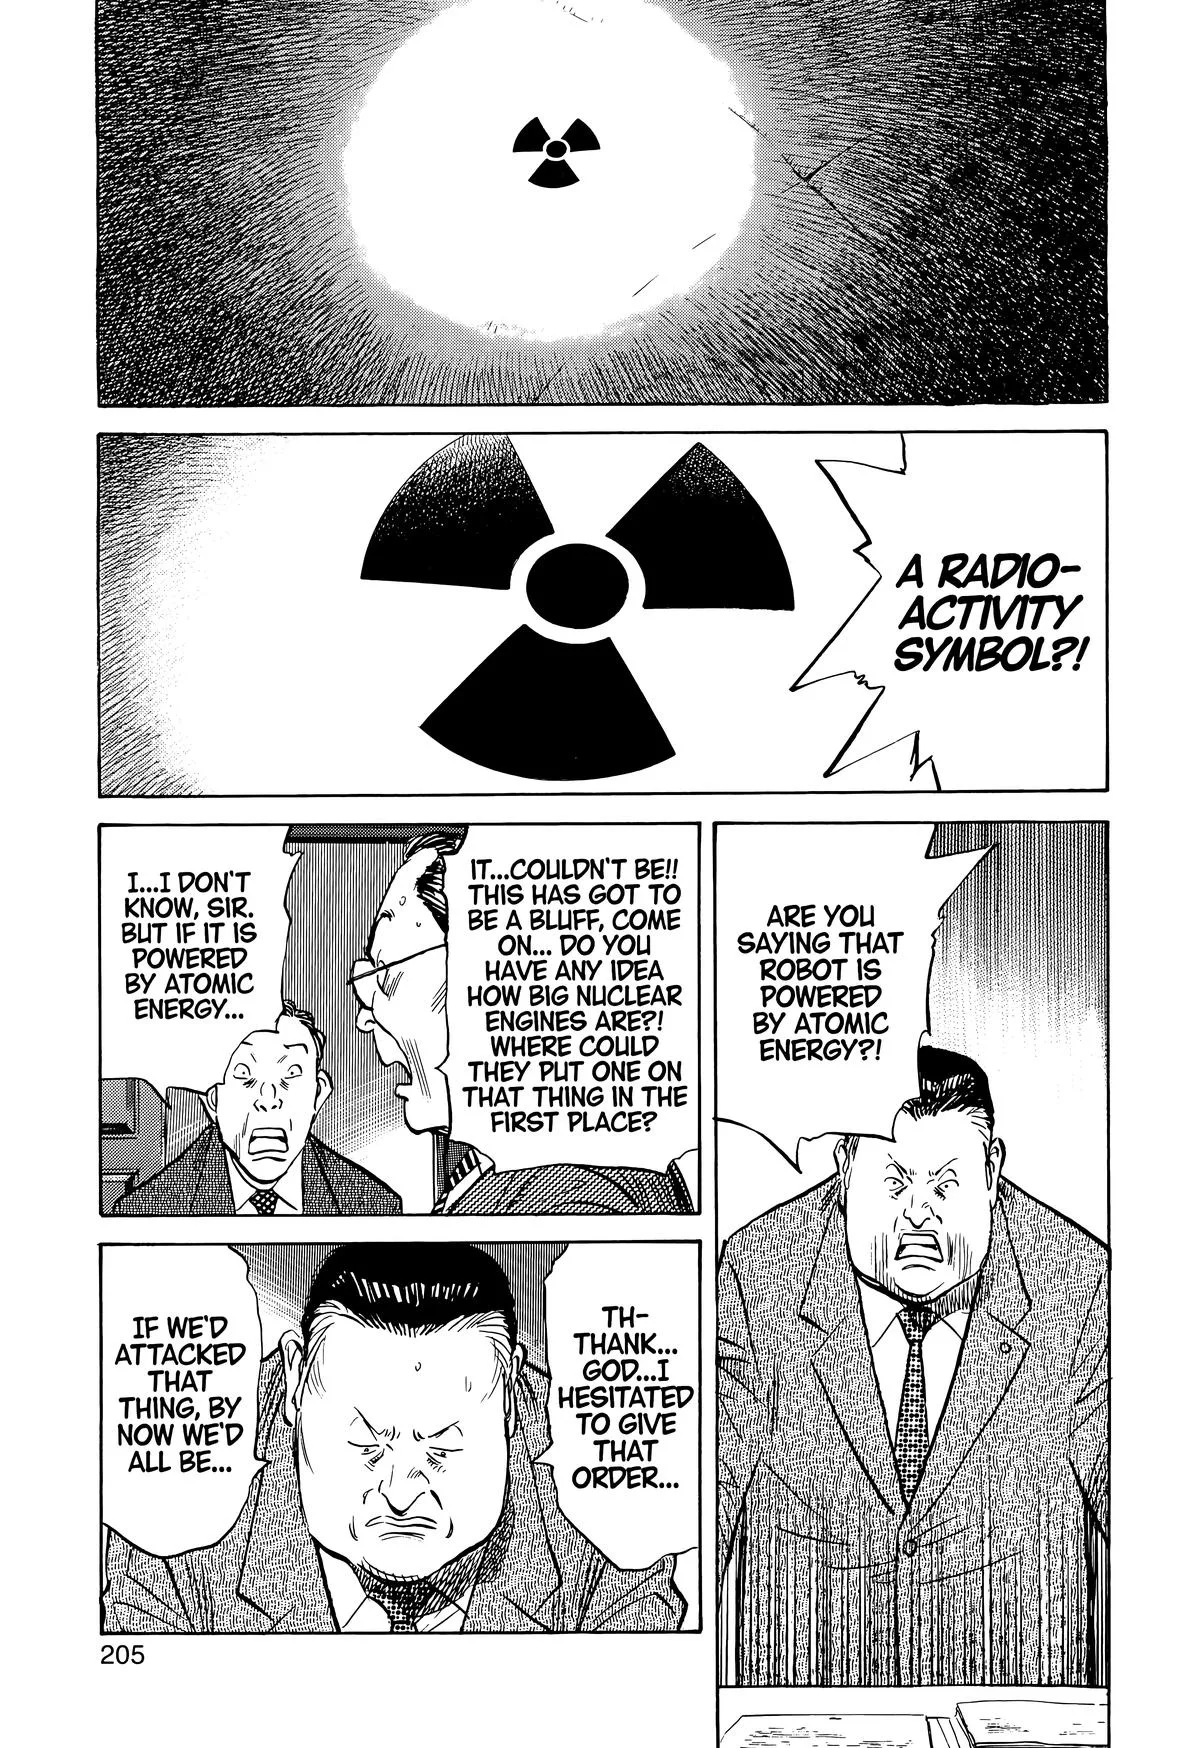 A RADIO-
ACTIVITY
SYMBOL?!
ARE YOU
SAYING THAT
ROBOT IS
POWERED
BY ATOMIC
ENERGY?!
IT...COULDN'T BE!!
THIS HAS GOT TO
BE A BLUFF, COME
ON... DO YOU
HAVE ANY IDEA
HOW BIG NUCLEAR
ENGINES ARE?!
WHERE COULD
THEY PUT ONE ON
THAT THING IN THE
FIRST PLACE?
I...I DON'T
KNOW, SIR.
BUT IF IT IS
POWERED
BY ATOMIC
ENERGY...
TH-
THANK...
GOD...I
HESITATED
TO GIVE
THAT
ORDER...
IF WE'D
ATTACKED
THAT
THING, BY
NOW WE'D
ALL BE...
205